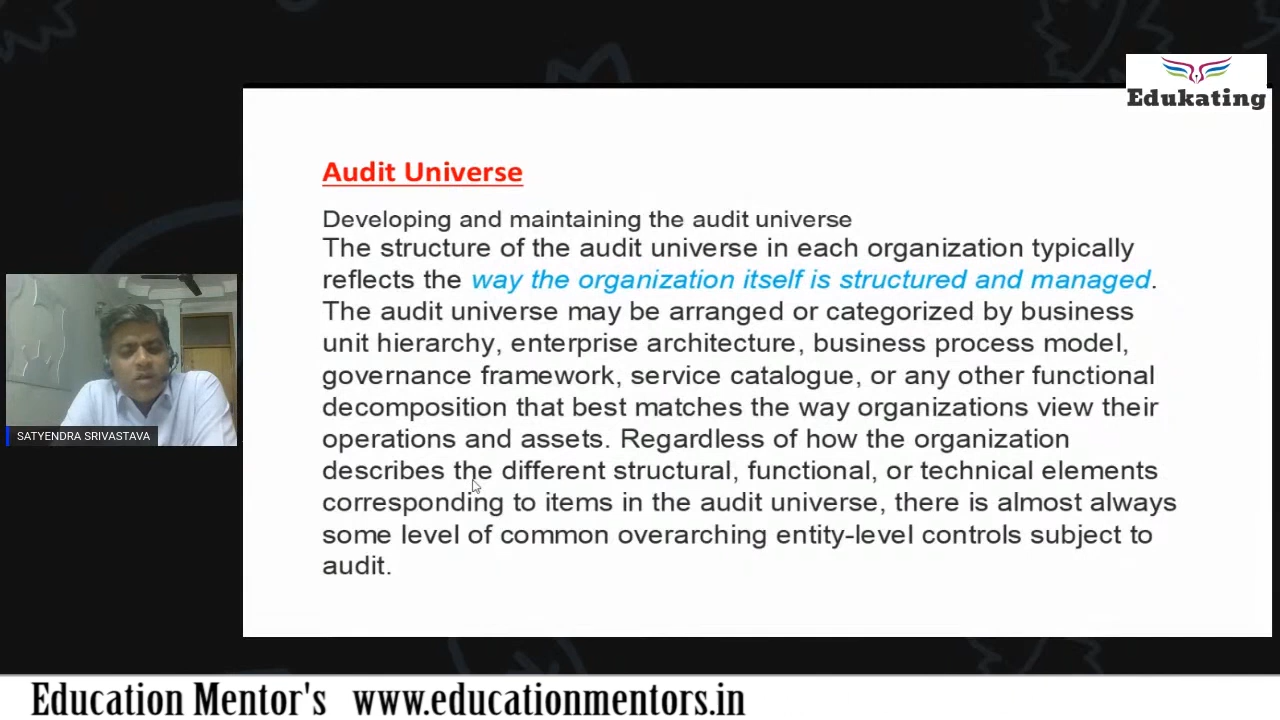 Edukating
Audit Universe
Developing and maintaining the audit universe
The structure of the audit universe in each organization typically
reflects the way the organization itself is structured and managed.
The audit universe may be arranged or categorized by business
unit hierarchy, enterprise architecture, business process model,
governance framework, service catalogue, or any other functional
decomposition that best matches the way organizations view their
operations and assets. Regardless of how the organization
describes the different structural, functional, or technical elements
corresponding to items in the audit universe, there is almost always
some level of common overarching entity-level controls subject to
audit.
SATYENDRA SRIVASTAVA
Education Mentor's www.educationmentors.in